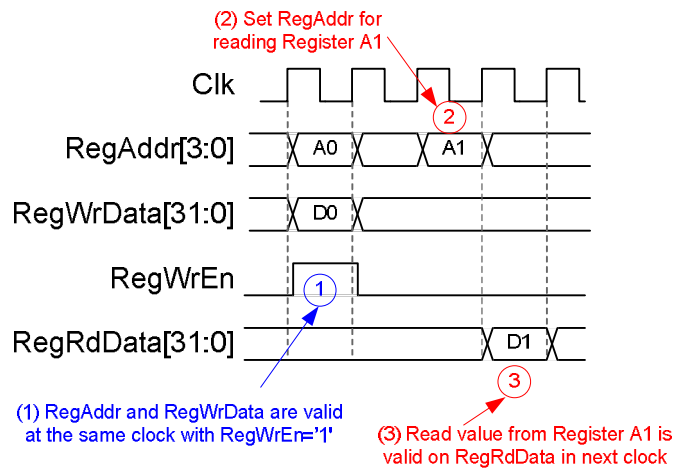 (2) Set RegAddr for
reading Register A1
Clk
2
RegAddr[3:0]
A0
A1
RegWrData[31:0]
D0
RegWrEn
1
RegRdData[31:0]
D1
3
(1) RegAddr and RegWrData are valid
at the same clock with RegWrEn='1'
(3) Read value from Register A1 is
valid on RegRdData in next clock